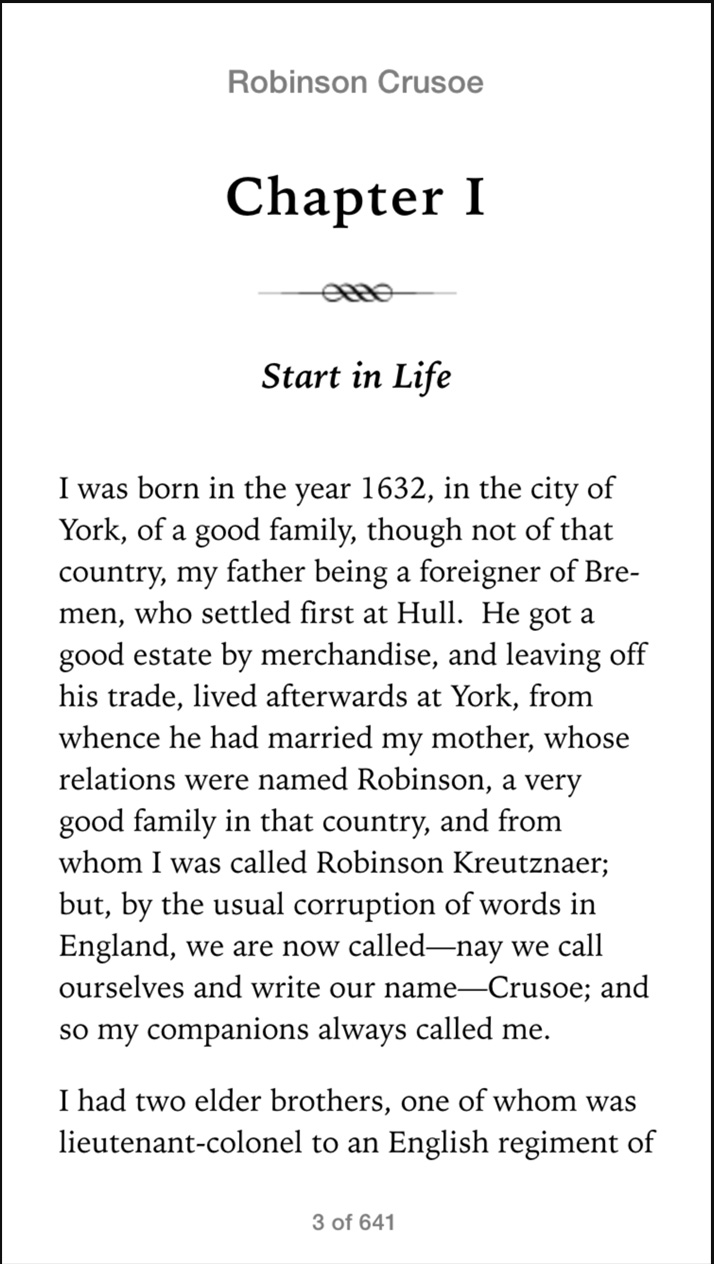 Robinson Crusoe
Chapter I
Start in Life
I was born in the year 1632, in the city of
York, of a good family, though not of that
country, my father being a foreigner of Bre-
men, who settled first at Hull.  He got a
good estate by merchandise, and leaving off
his trade, lived afterwards at York, from
whence he had married my mother, whose
relations were named Robinson, a very
good family in that country, and from
whom I was called Robinson Kreutznaer;
but, by the usual corruption of words in
England, we are now called—nay we call
ourselves and write our name—Crusoe; and
so my companions always called me.
I had two elder brothers, one of whom was
lieutenant-colonel to an English regiment of
3 of 641